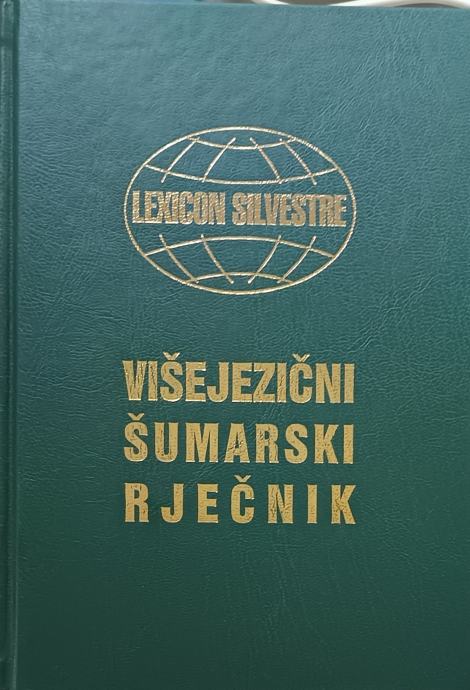 LEXICON SILVESTRE
VIŠEJEZIČNI
ŠUMARSKI
RJEČNIK